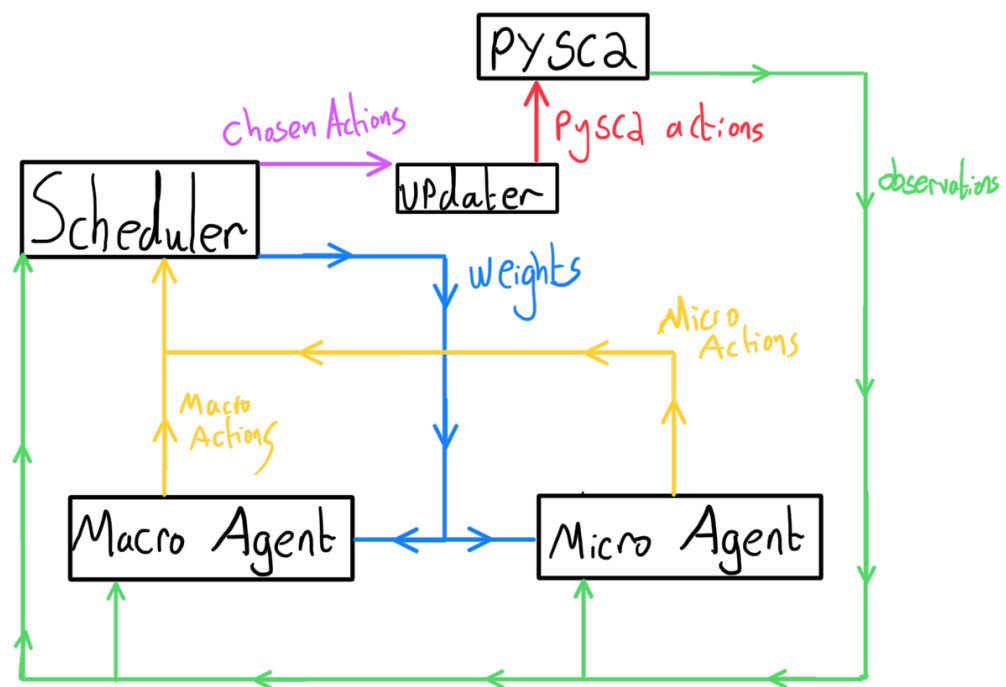 PYSC2
Chosen Actions
PYSC2 actions
Scheduler
UPdater
observations
Weights
Micro
Actions
Macro
Actions
Macro Agent
Micro Agent